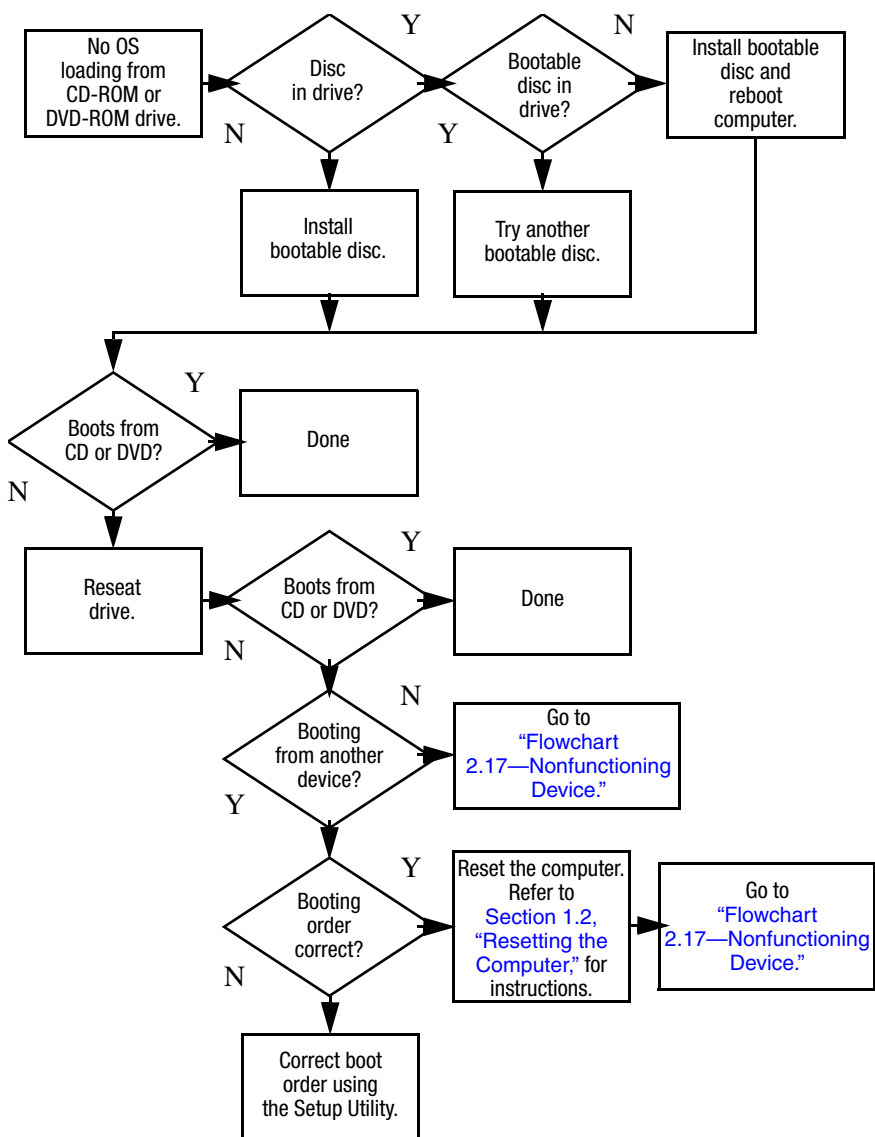 No OS
loading from
CD-ROM or
DVD-ROM drive.
Disc
in drive?
Y
N
Bootable
disc in
drive?
N
Y
Install bootable
disc and
reboot
computer.
Install
bootable disc.
Try another
bootable disc.
Boots from
CD or DVD?
Y
N
Done
Reseat
drive.
Boots from
CD or DVD?
Y
N
Done
Booting
from another
device?
N
Y
Go to
“Flowchart
2.17—Nonfunctioning
Device.”
Booting
order
correct?
Y
N
Reset the computer.
Refer to
Section 1.2,
“Resetting the
Computer,” for
instructions.
Go to
“Flowchart
2.17—Nonfunctioning
Device.”
Correct boot
order using
the Setup Utility.